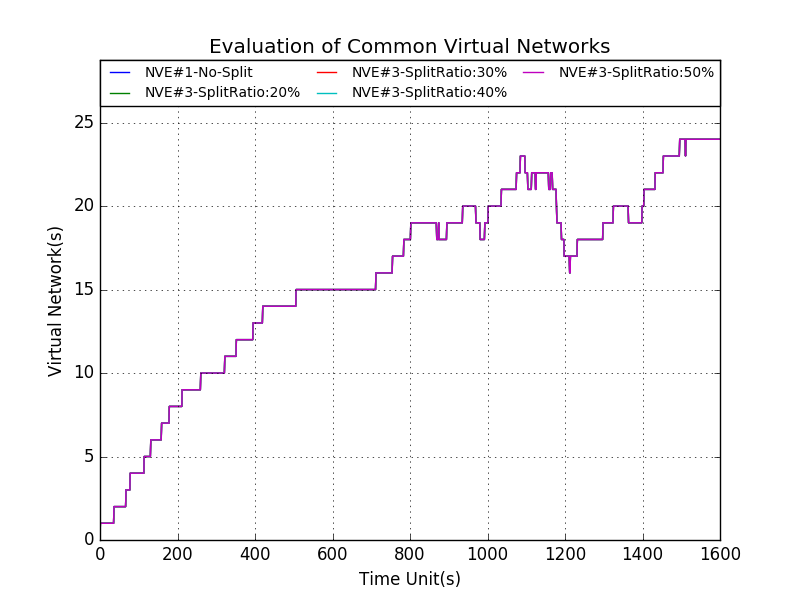 Evaluation of Common Virtual Networks
NVE#1-No-Split NVE#3-SplitRatio:30% NVE#3-SplitRatio:50%
NVE#3-SplitRatio:20% NVE#3-SplitRatio:40%
25
20
15
10
5
0
Virtual Network(s)
0 200 400 600 800 1000 1200 1400 1600
Time Unit(s)